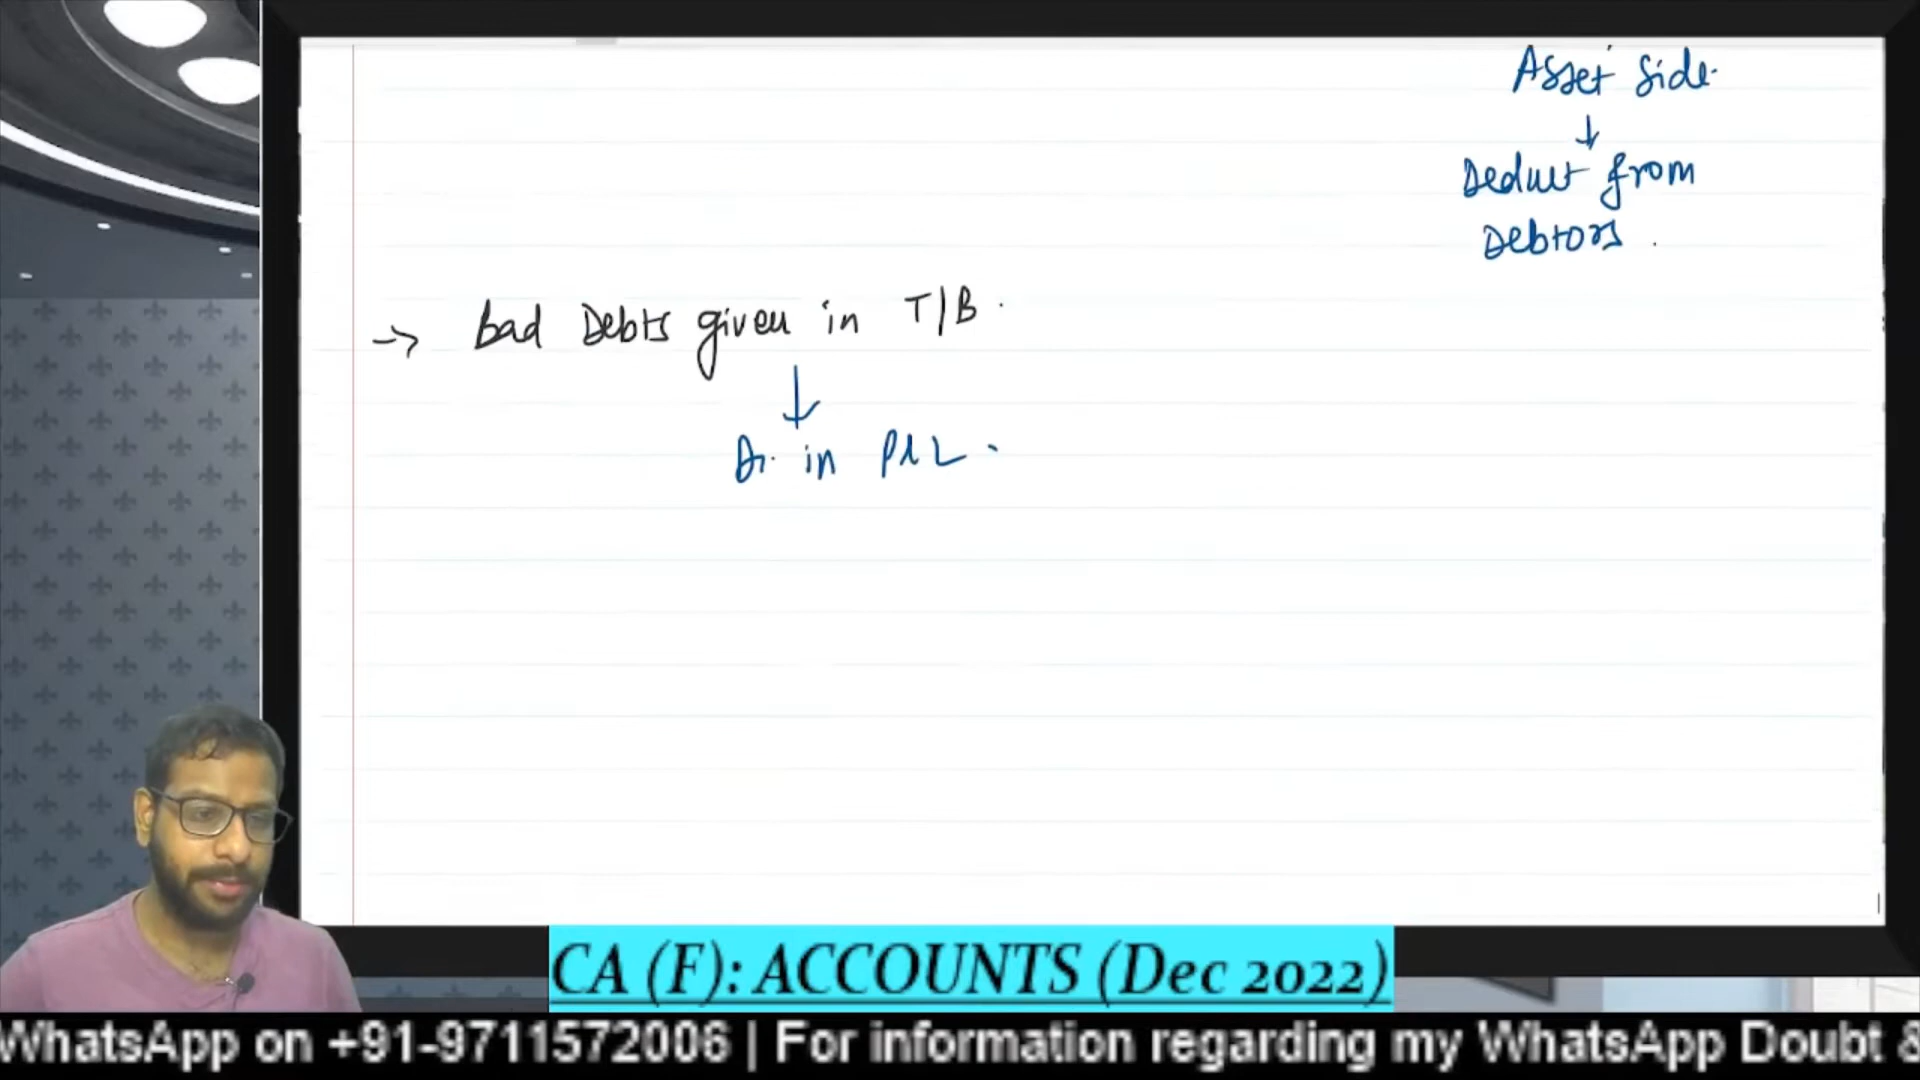 Asset side.
↓
Deduct from
Debtors.
→ Bad Debts given in T/B.
↓
Dr. in P&L.
CA (F): ACCOUNTS (Dec 2022)
WhatsApp on +91-9711572006 | For information regarding my WhatsApp Doubt &